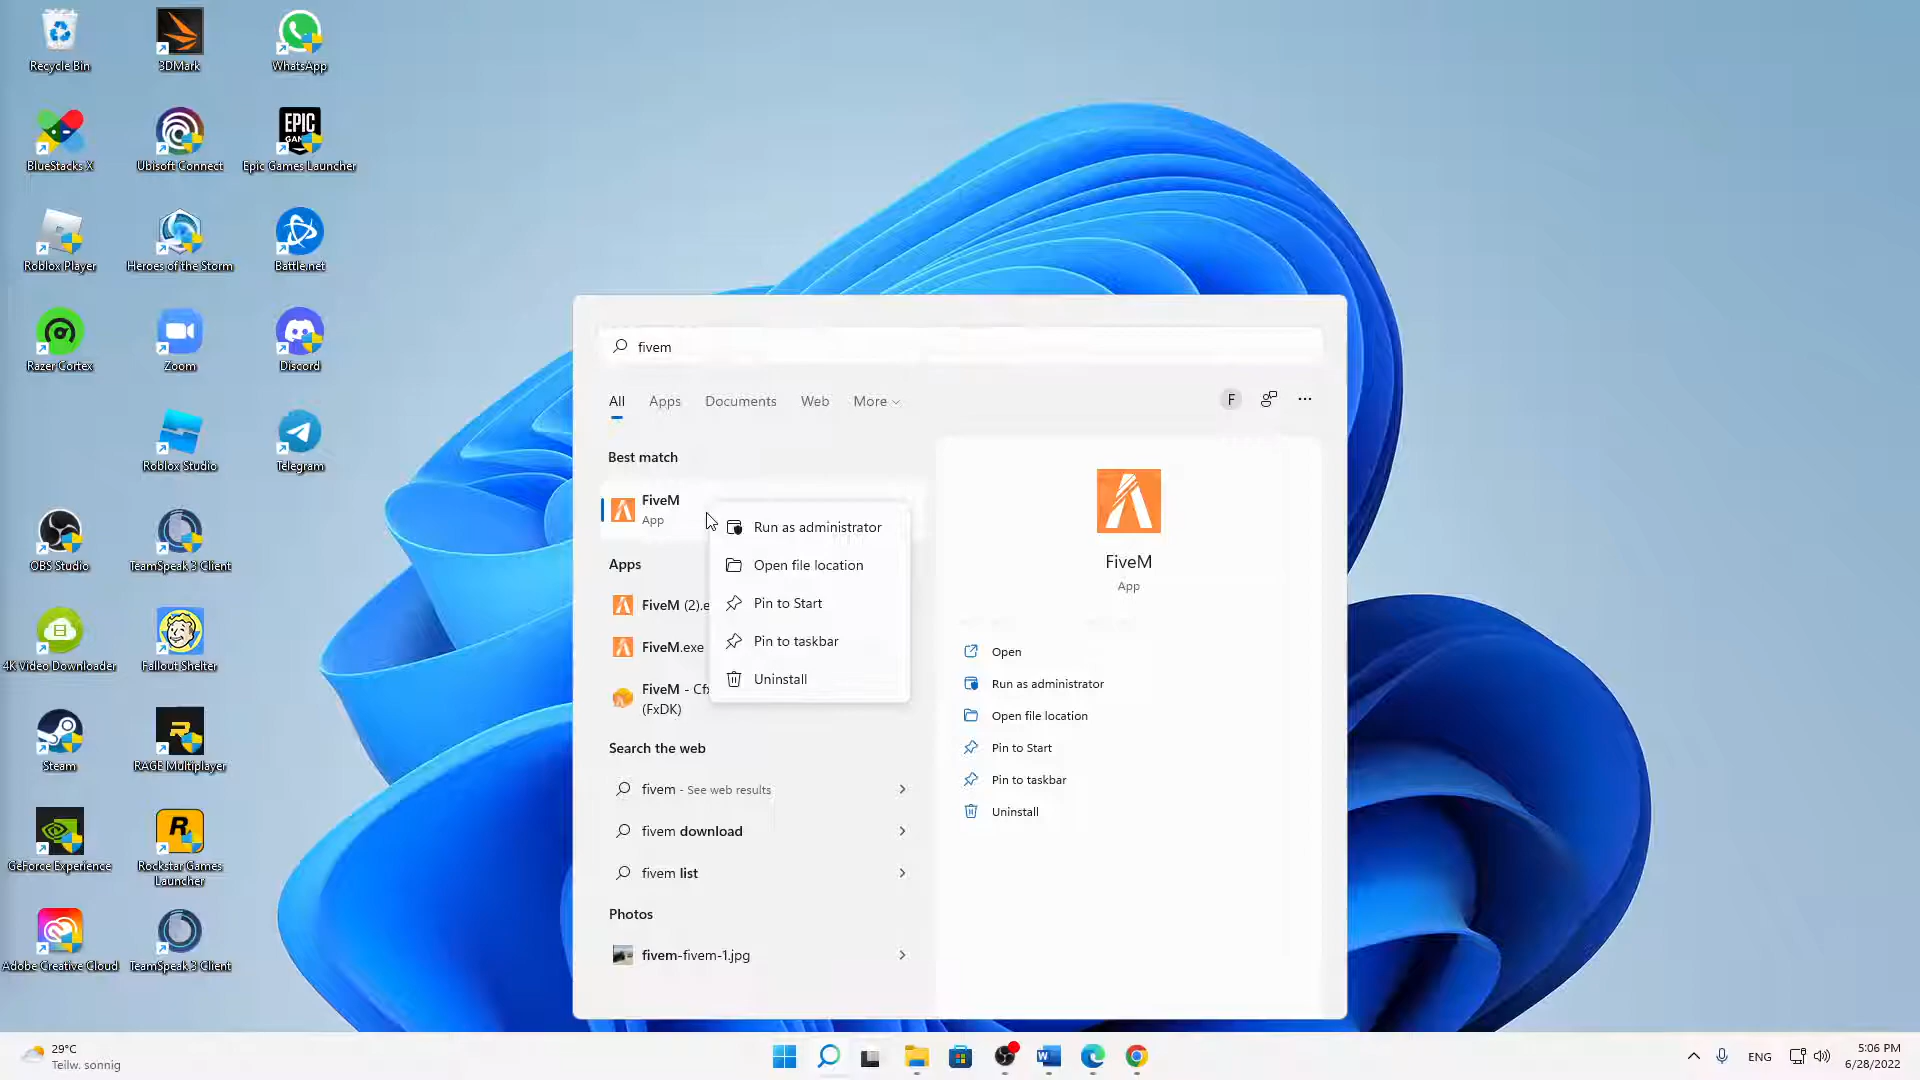 Recycle Bin
3DMark
WhatsApp
BlueStacks X
Ubisoft Connect
EPIC
Epic Games Launcher
Roblox Player
Heroes of the Storm
Battle.net
Razer Cortex
Zoom
Discord
Roblox Studio
Telegram
OBS Studio
TeamSpeak 3 Client
4K Video Downloader
Fallout Shelter
Steam
RAGE Multiplayer
GeForce Experience
Rockstar Games
Launcher
Adobe Creative Cloud
TeamSpeak 3 Client
fivem
All
Apps
Documents
Web
More
F
Best match
FiveM
App
Apps
FiveM (2).e
FiveM.exe
FiveM - Cfx
(FxDK)
Run as administrator
Open file location
Pin to Start
Pin to taskbar
Uninstall
Search the web
fivem - See web results
fivem download
fivem list
Photos
fivem-fivem-1.jpg
FiveM
App
Open
Run as administrator
Open file location
Pin to Start
Pin to taskbar
Uninstall
29°C
Teilw. sonnig
ENG
5:06 PM
6/28/2022